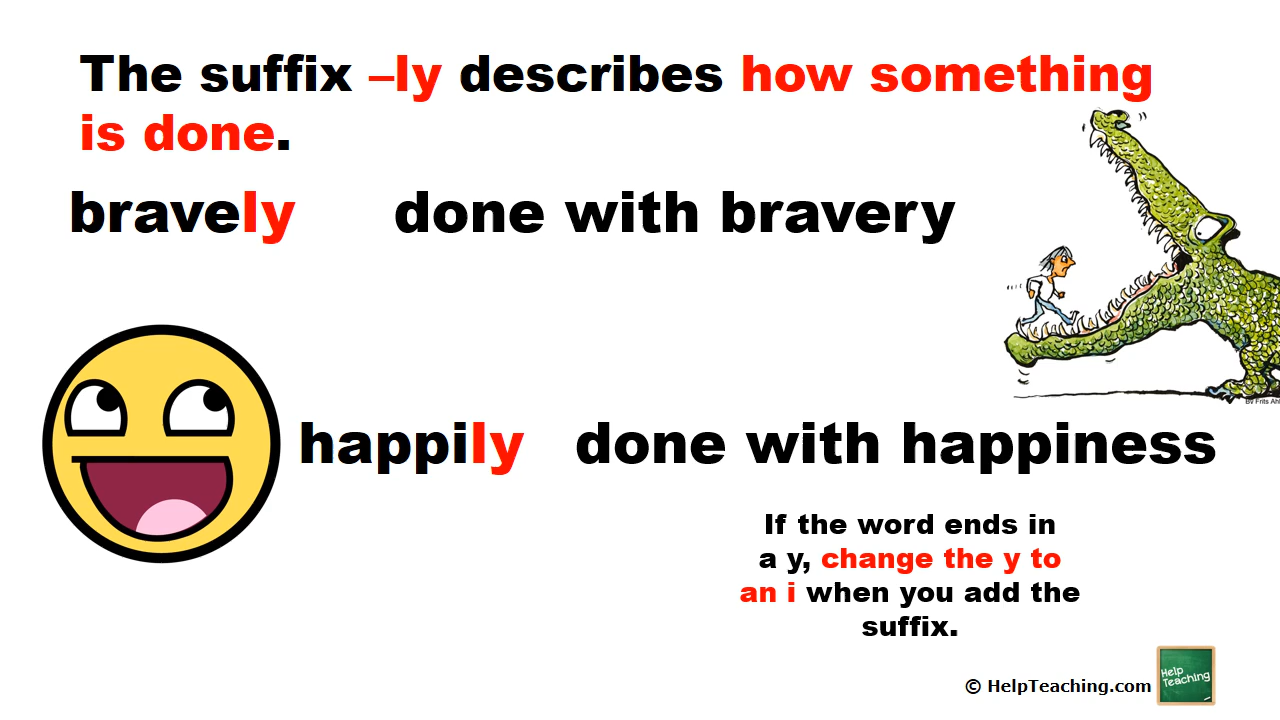 The suffix –ly describes how something
is done.
bravely done with bravery
happily done with happiness
If the word ends in
a y, change the y to
an i when you add the
suffix.
© HelpTeaching.com
Help
Teaching